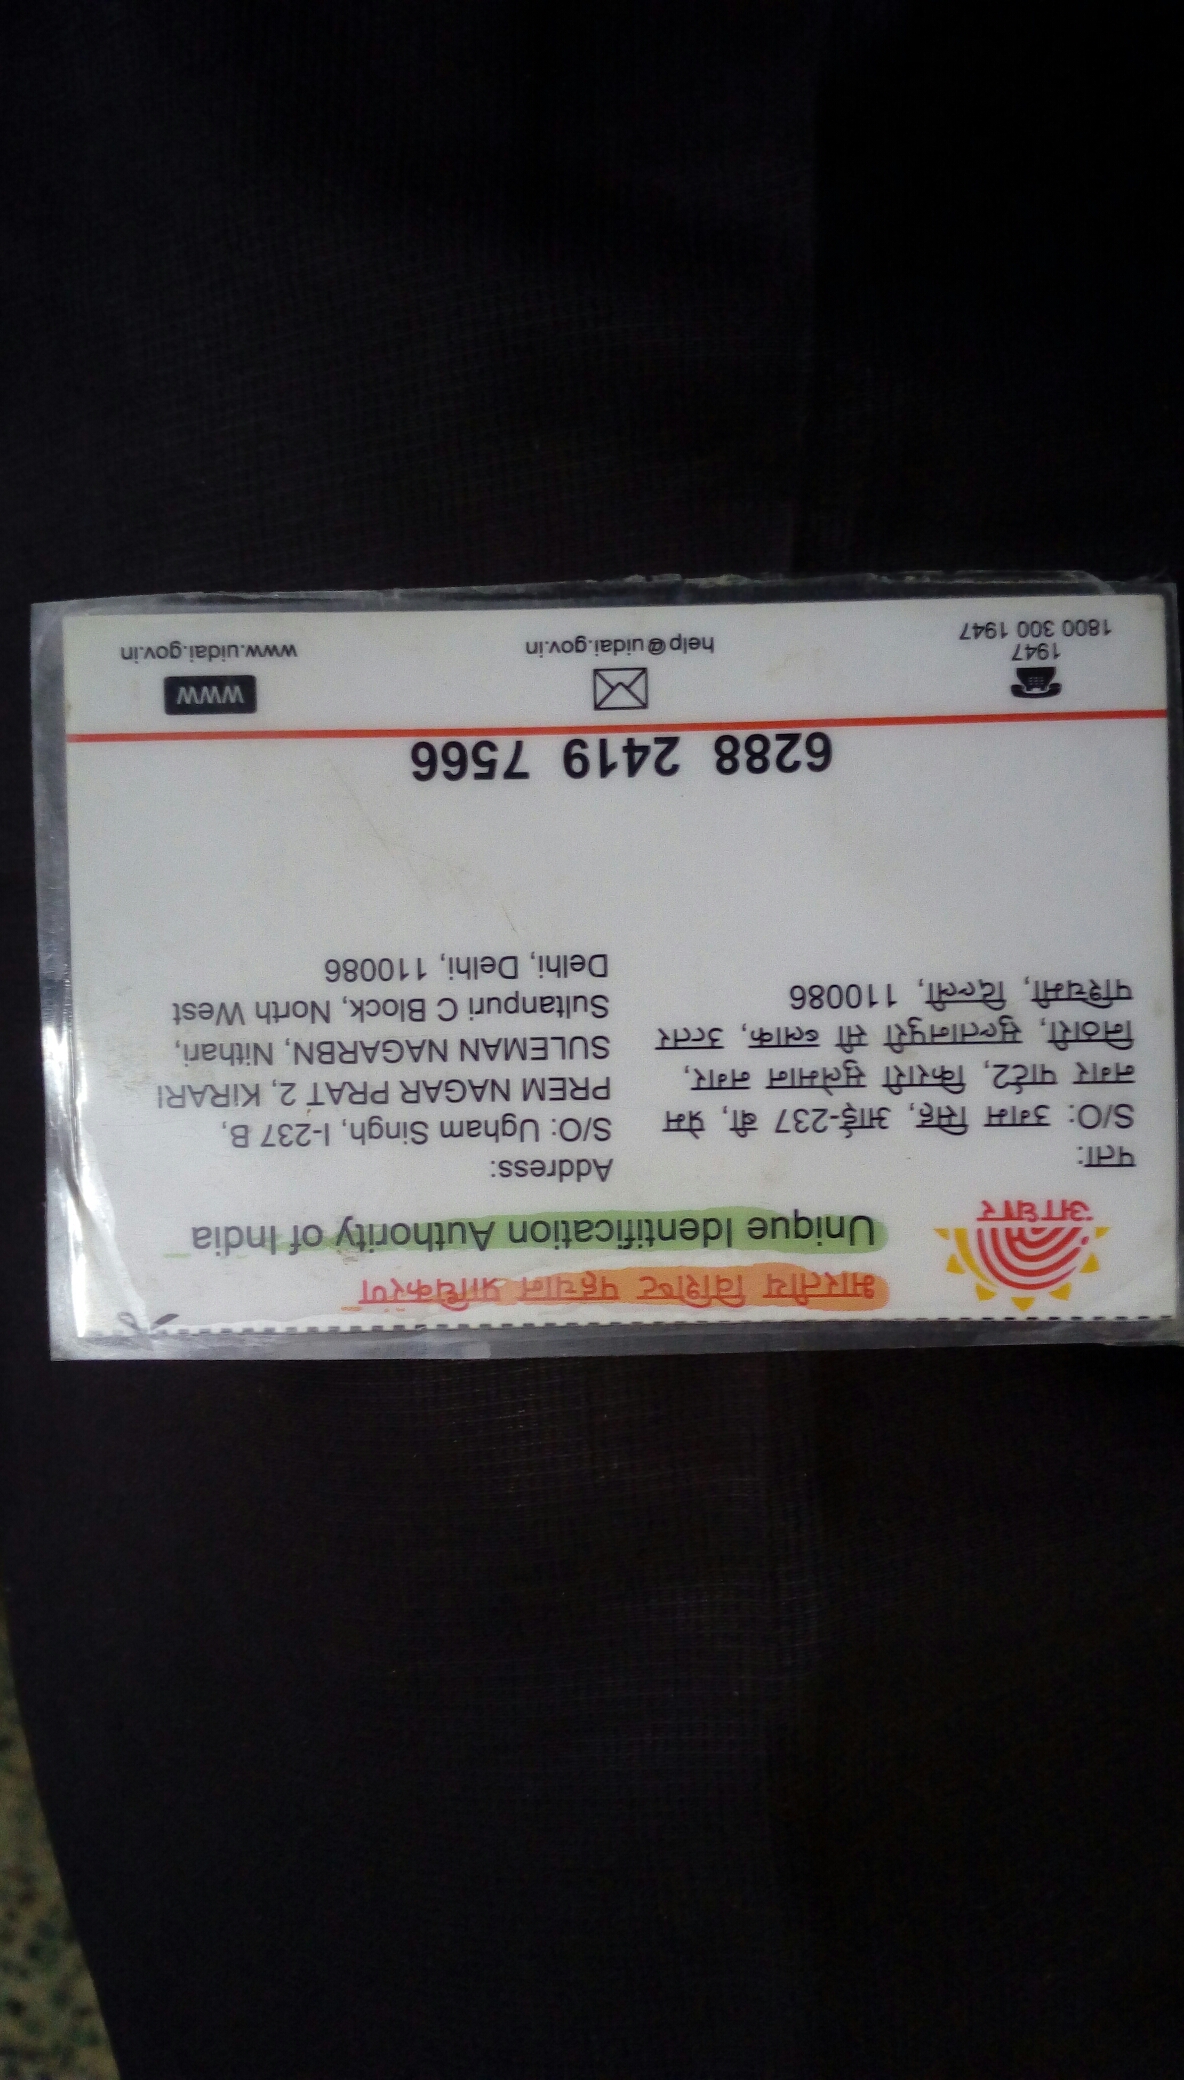 भारतीय विशिष्ट पहचान प्राधिकरण
Unique Identification Authority of India
आधार
पता:
S/O: उगम सिंह, आई-237 बी, प्रेम
नगर पार्ट2, किरारी सुलेमान नगर,
निठारी, सुल्तानपुरी सी ब्लाक, उत्तर
पश्चिमी, दिल्ली, 110086
Address:
S/O: Ugham Singh, I-237 B,
PREM NAGAR PRAT 2, KIRARI
SULEMAN NAGARBN, Nithari,
Sultanpuri C Block, North West
Delhi, Delhi, 110086
6288 2419 7566
1947
1800 300 1947
help@uidai.gov.in
WWW
www.uidai.gov.in